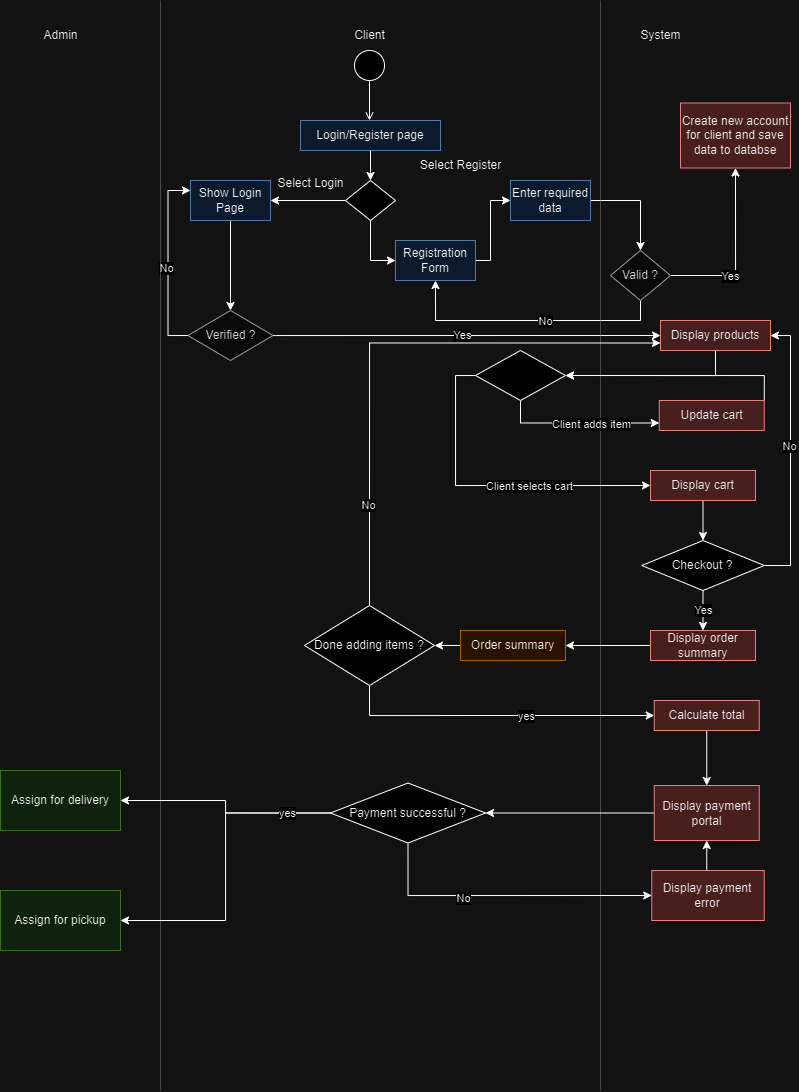 Admin
Client
System
Login/Register page
Create new account
for client and save
data to databse
Select Register
Select Login
Show Login
Page
Enter required
data
Registration
Form
Valid ?
Yes
No
No
Verified ?
Yes
Display products
Update cart
Client adds item
No
Client selects cart
Display cart
No
Checkout ?
Yes
Done adding items ?
Order summary
Display order
summary
yes
Calculate total
Assign for delivery
yes
Payment successful ?
Display payment
portal
No
Display payment
error
Assign for pickup